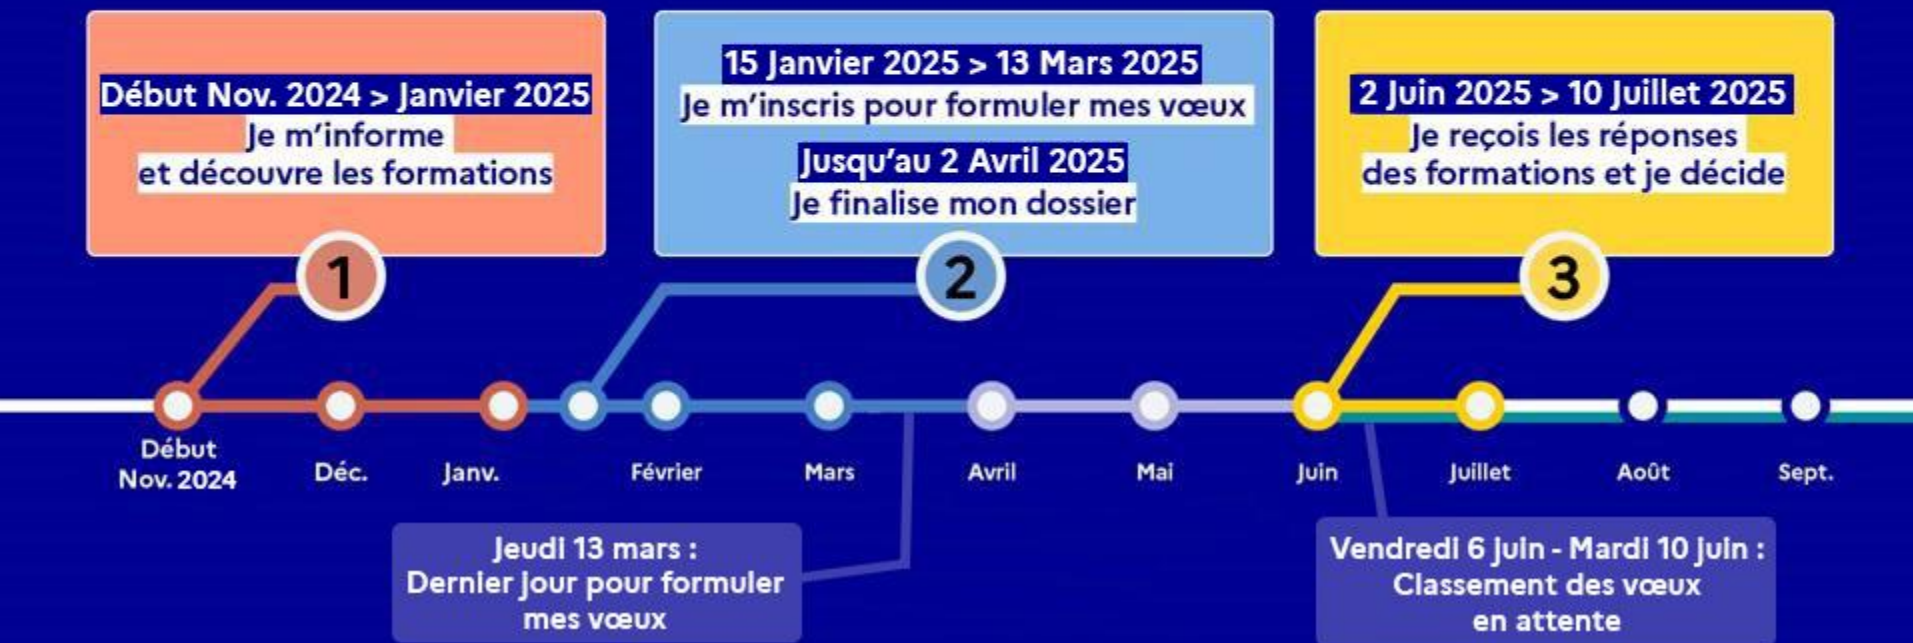 Début Nov. 2024 > Janvier 2025
Je m'informe
et découvre les formations
15 Janvier 2025 > 13 Mars 2025
Je m'inscris pour formuler mes vœux
Jusqu'au 2 Avril 2025
Je finalise mon dossier
2 Juin 2025 > 10 Juillet 2025
Je reçois les réponses
des formations et je décide
1
2
3
Début
Nov. 2024
Déc.
Janv.
Février
Mars
Avril
Mai
Juin
Juillet
Août
Sept.
Jeudi 13 mars :
Dernier jour pour formuler
mes vœux
Vendredi 6 juin - Mardi 10 juin :
Classement des vœux
en attente